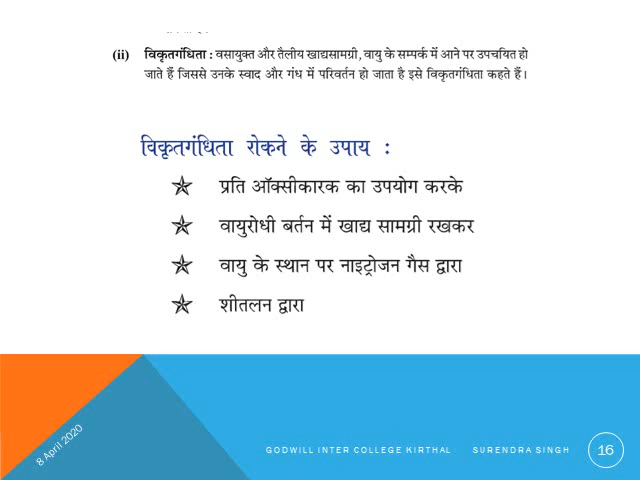 (ii) विकृतगंधिता : वसायुक्त और तैलीय खाद्यसामग्री, वायु के सम्पर्क में आने पर उपचयित हो
जाते हैं जिससे उनके स्वाद और गंध में परिवर्तन हो जाता है इसे विकृतगंधिता कहते हैं।
विकृतगंधिता रोकने के उपाय :
प्रति ऑक्सीकारक का उपयोग करके
वायुरोधी बर्तन में खाद्य सामग्री रखकर
वायु के स्थान पर नाइट्रोजन गैस द्वारा
शीतलन द्वारा
8 April 2020
GODWILL INTER COLLEGE KIRTHAL SURENDRA SINGH
16